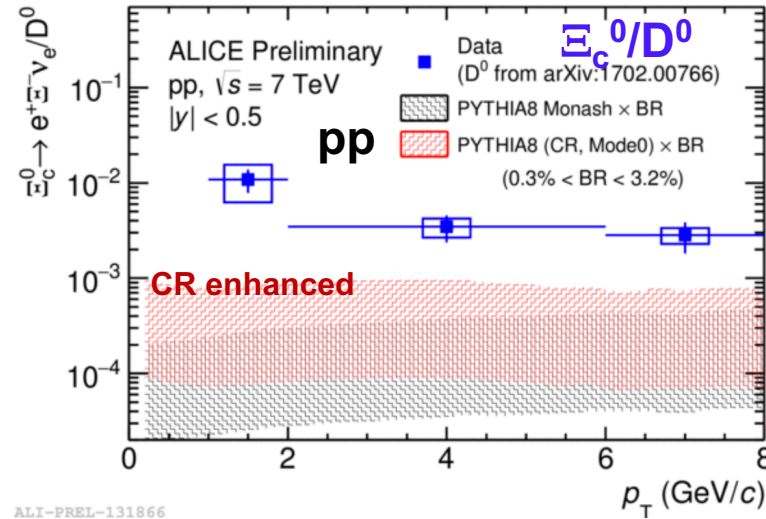 Ξc⁰→ e⁺Ξ⁻νe/D⁰
10⁻¹
10⁻²
10⁻³
10⁻⁴
ALICE Preliminary
pp, √s = 7 TeV
|y| < 0.5
pp
Ξc⁰/D⁰
Data
(D⁰ from arXiv:1702.00766)
PYTHIA8 Monash × BR
PYTHIA8 (CR, Mode0) × BR
(0.3% < BR < 3.2%)
CR enhanced
0 2 4 6 8
pT (GeV/c)
ALI-PREL-131866